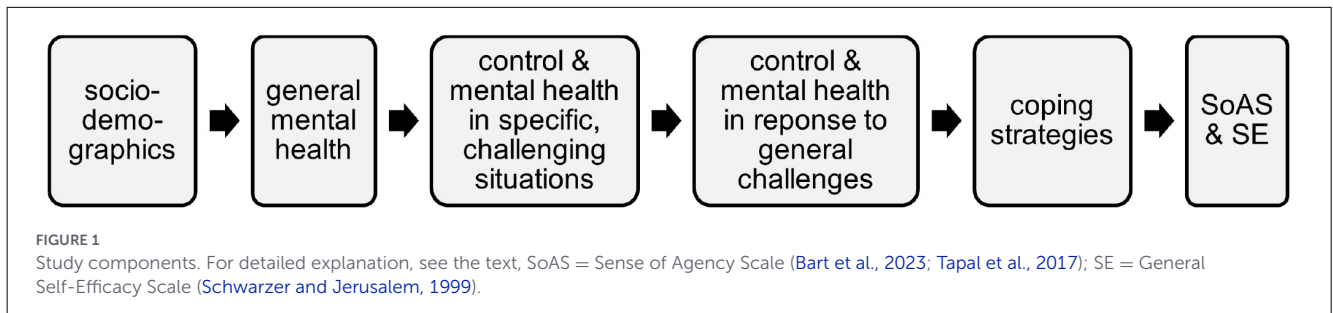 socio-
demo-
graphics
general
mental
health
control &
mental health
in specific,
challenging
situations
control &
mental health
in reponse to
general
challenges
coping
strategies
SoAS
& SE
FIGURE 1
Study components. For detailed explanation, see the text, SoAS = Sense of Agency Scale (Bart et al., 2023; Tapal et al., 2017); SE = General
Self-Efficacy Scale (Schwarzer and Jerusalem, 1999).